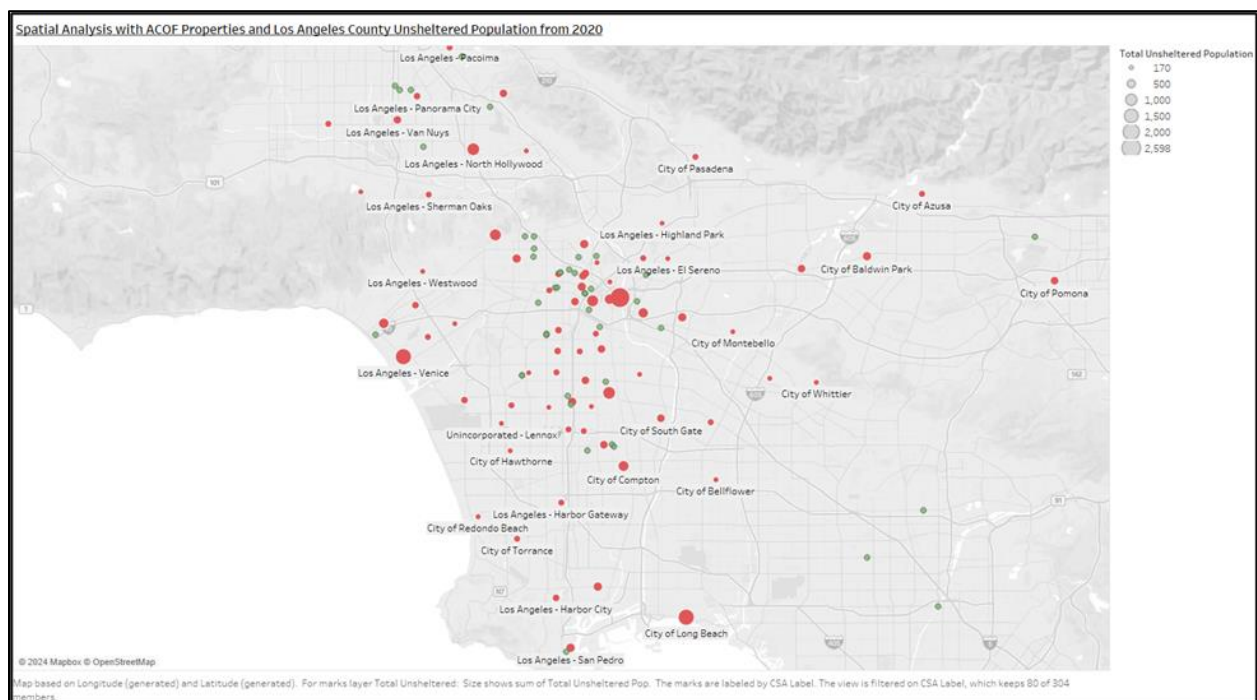 Spatial Analysis with ACOF Properties and Los Angeles County Unsheltered Population from 2020
Total Unsheltered Population
170
500
1,000
1,500
2,000
2,598
Los Angeles - Pacoima
Los Angeles - Panorama City
Los Angeles - Van Nuys
Los Angeles - North Hollywood
City of Pasadena
101
Los Angeles - Sherman Oaks
City of Azusa
Los Angeles - Highland Park
Los Angeles - El Sereno
City of Baldwin Park
Los Angeles - Westwood
City of Pomona
City of Montebello
Los Angeles - Venice
City of Whittier
Unincorporated - Lennox
City of South Gate
City of Hawthorne
City of Compton
City of Bellflower
91
Los Angeles - Harbor Gateway
City of Redondo Beach
City of Torrance
Los Angeles - Harbor City
City of Long Beach
Los Angeles - San Pedro
© 2024 Mapbox © OpenStreetMap
Map based on Longitude (generated) and Latitude (generated). For marks layer Total Unsheltered: Size shows sum of Total Unsheltered Pop. The marks are labeled by CSA Label. The view is filtered on CSA Label, which keeps 80 of 304
members.